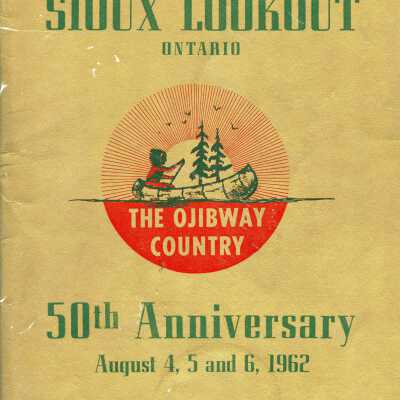 SIOUX LOOKOUT
ONTARIO
THE OJIBWAY
COUNTRY
50th Anniversary
August 4, 5 and 6, 1962